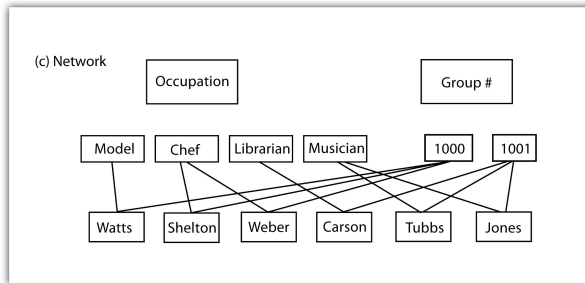 (c) Network
Occupation
Group #
Model
Chef
Librarian
Musician
1000
1001
Watts
Shelton
Weber
Carson
Tubbs
Jones